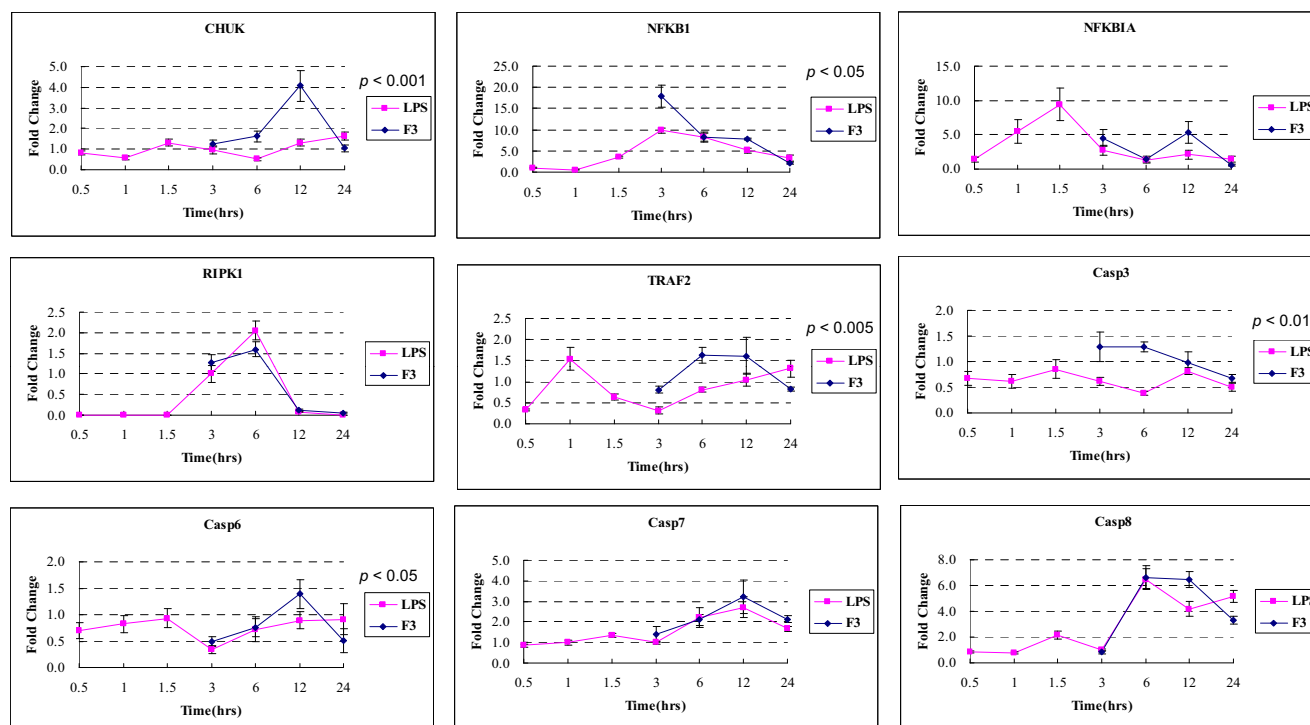 CHUK
Fold Change
6.0
5.0
4.0
3.0
2.0
1.0
0.0
0.5 1 1.5 3 6 12 24
Time(hrs)
p < 0.001
LPS
F3
NFKB1
Fold Change
25.0
20.0
15.0
10.0
5.0
0.0
0.5 1 1.5 3 6 12 24
Time(hrs)
p < 0.05
LPS
F3
NFKBIA
Fold Change
15.0
10.0
5.0
0.0
0.5 1 1.5 3 6 12 24
Time(hrs)
LPS
F3
RIPK1
Fold Change
2.5
2.0
1.5
1.0
0.5
0.0
0.5 1 1.5 3 6 12 24
Time(hrs)
LPS
F3
TRAF2
Fold Change
2.5
2.0
1.5
1.0
0.5
0.0
0.5 1 1.5 3 6 12 24
Time(hrs)
p < 0.005
LPS
F3
Casp3
Fold Change
2.0
1.5
1.0
0.5
0.0
0.5 1 1.5 3 6 12 24
Time(hrs)
p < 0.01
LPS
F3
Casp6
Fold Change
2.0
1.5
1.0
0.5
0.0
0.5 1 1.5 3 6 12 24
Time(hrs)
p < 0.05
LPS
F3
Casp7
Fold Change
5.0
4.0
3.0
2.0
1.0
0.0
0.5 1 1.5 3 6 12 24
Time(hrs)
LPS
F3
Casp8
Fold Change
8.0
6.0
4.0
2.0
0.0
0.5 1 1.5 3 6 12 24
Time(hrs)
LPS
F3